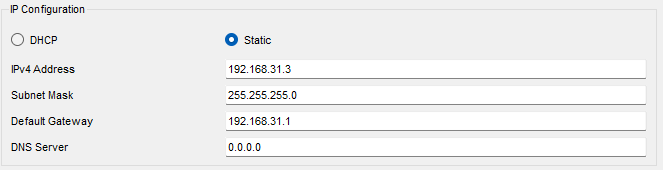 IP Configuration
DHCP Static
IPv4 Address 192.168.31.3
Subnet Mask 255.255.255.0
Default Gateway 192.168.31.1
DNS Server 0.0.0.0